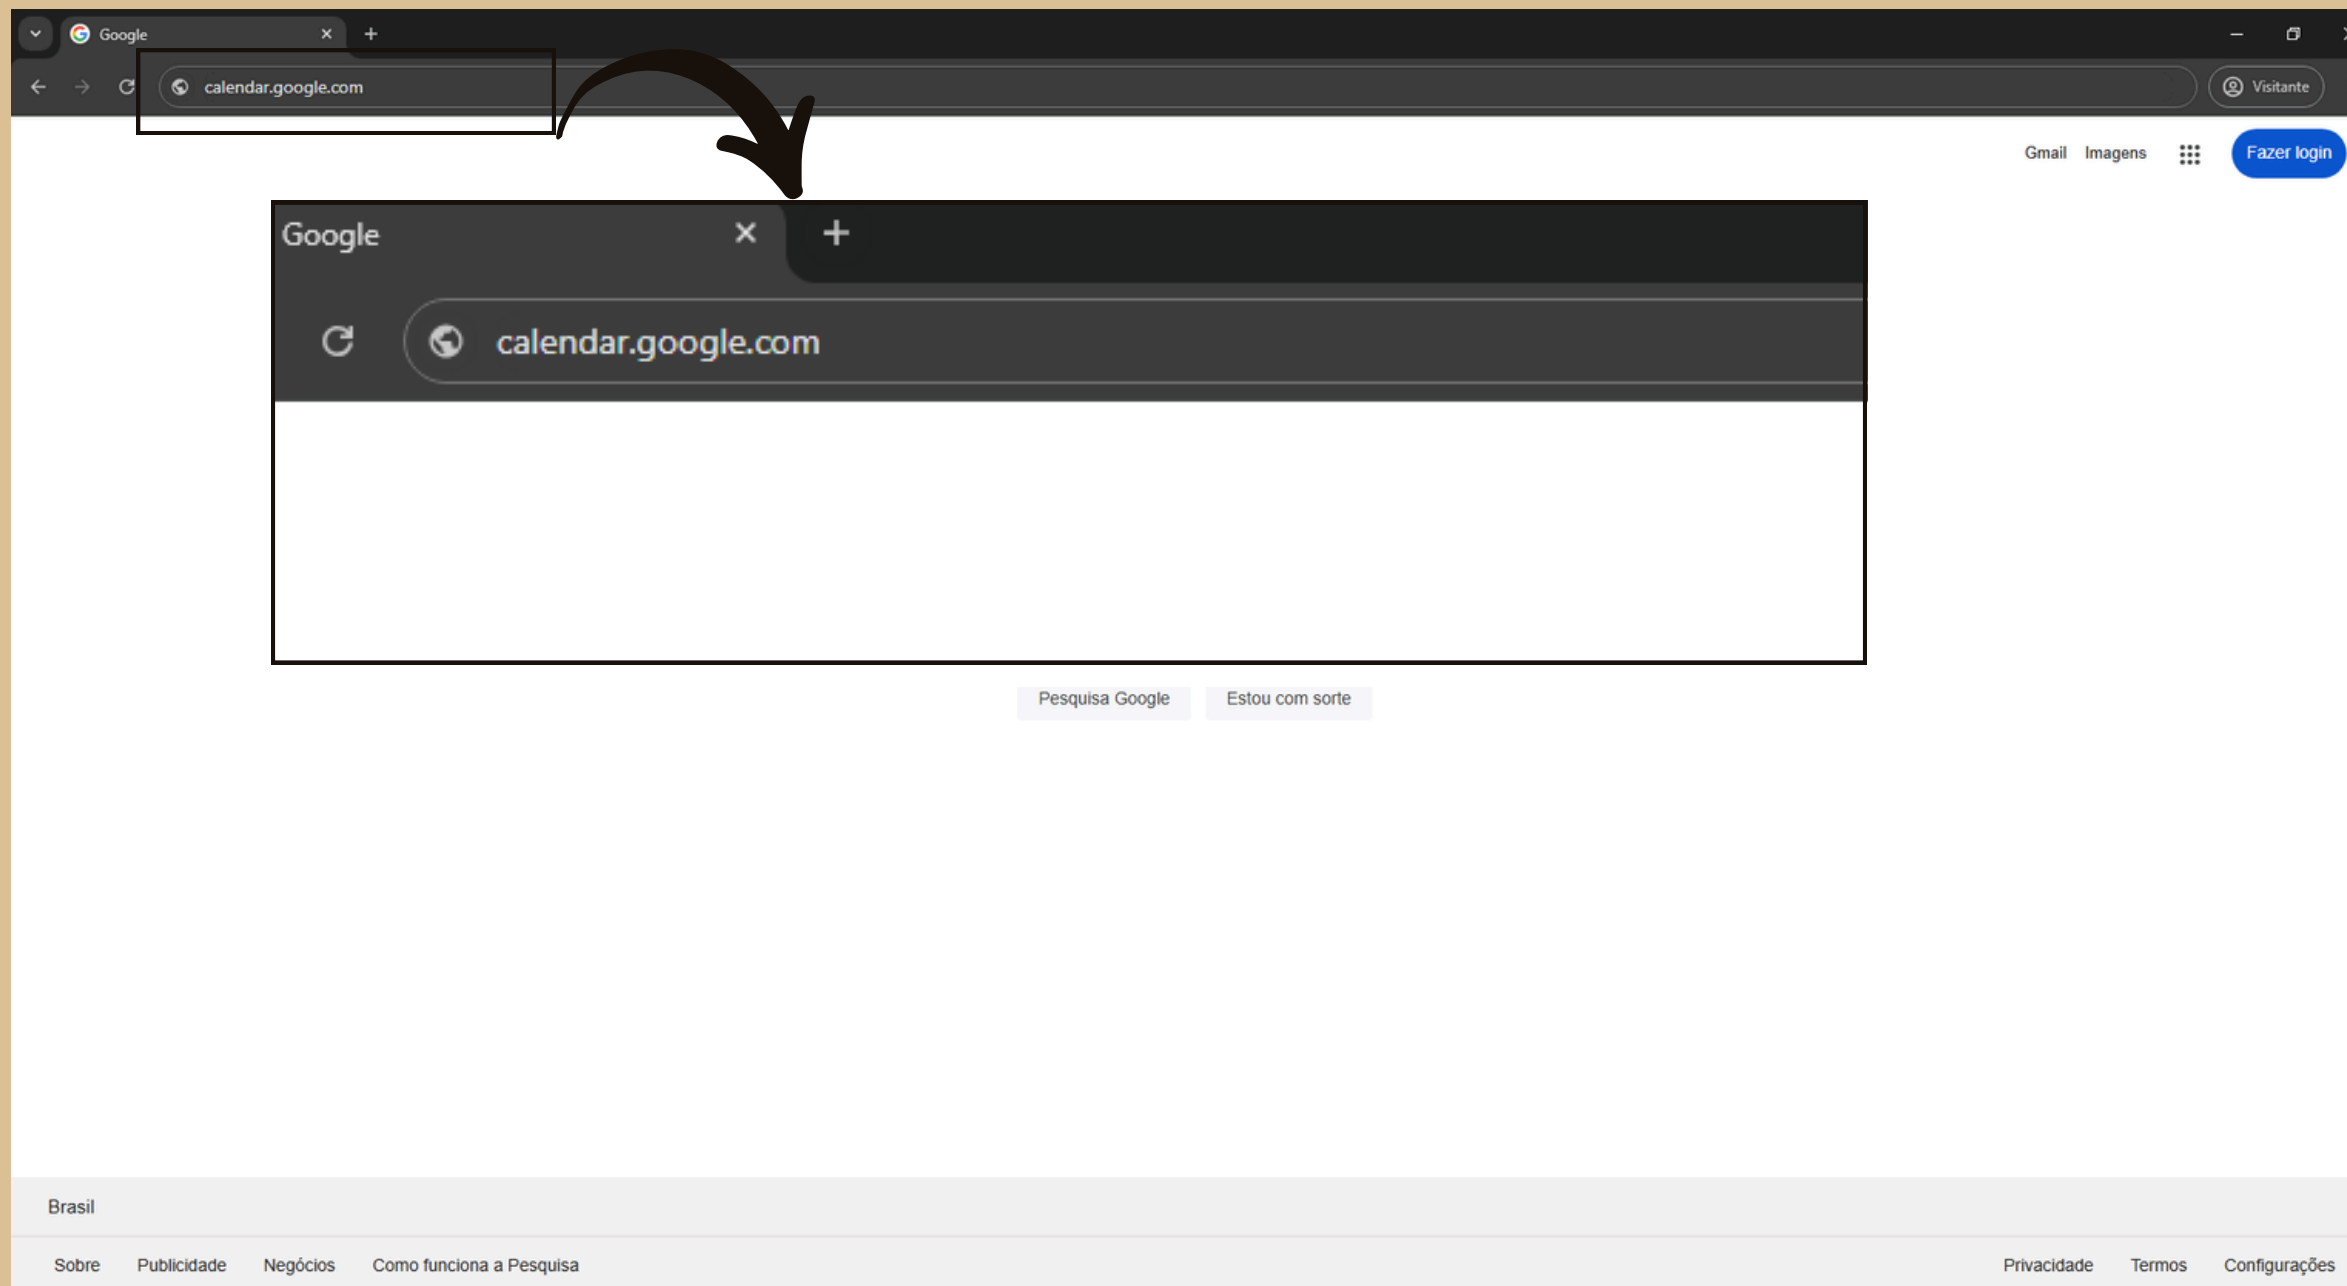 Google
calendar.google.com
Visitante
Gmail Imagens Fazer login
Google
calendar.google.com
Pesquisa Google Estou com sorte
Brasil
Sobre Publicidade Negócios Como funciona a Pesquisa Privacidade Termos Configurações